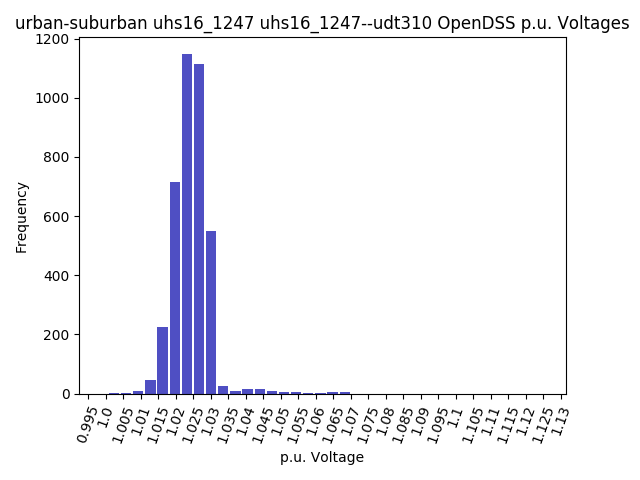 urban-suburban uhs16_1247 uhs16_1247--udt310 OpenDSS p.u. Voltages
1200
1000
800
600
400
200
0
Frequency
0.995 1.0 1.005 1.01 1.015 1.02 1.025 1.03 1.035 1.04 1.045 1.05 1.055 1.06 1.065 1.07 1.075 1.08 1.085 1.09 1.095 1.1 1.105 1.11 1.115 1.12 1.125 1.13
p.u. Voltage